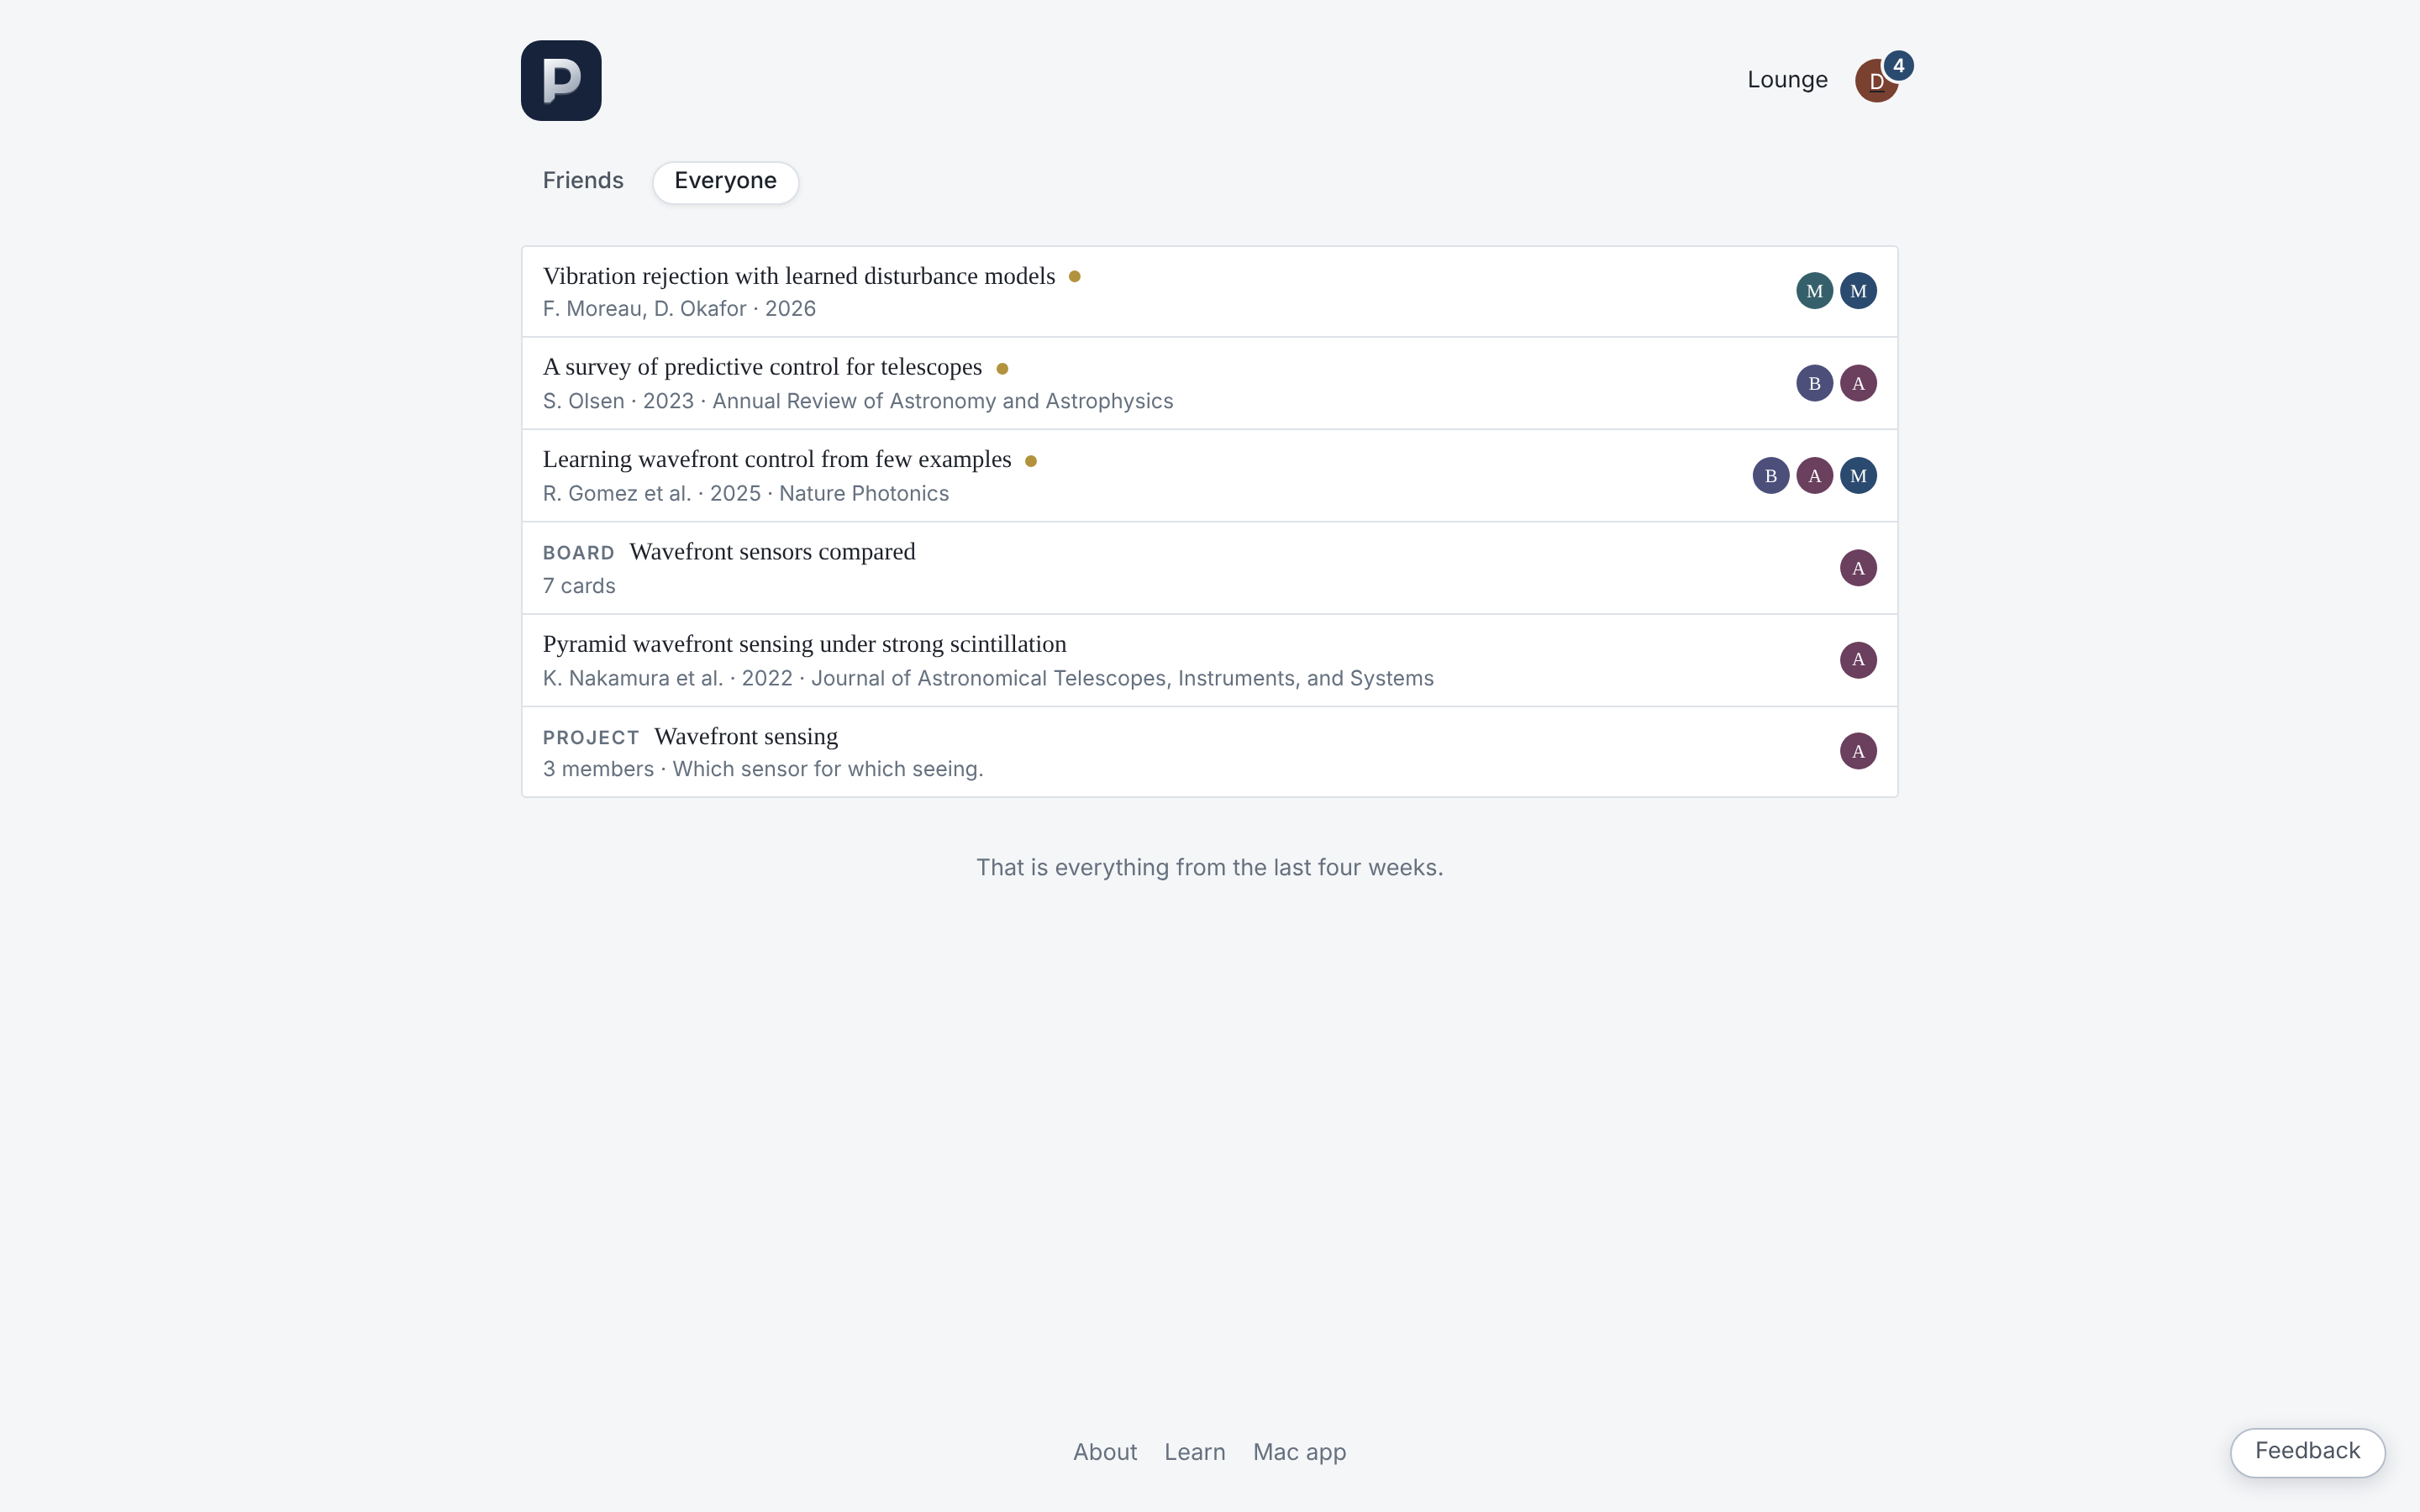 P
Lounge D 4
Friends Everyone
Vibration rejection with learned disturbance models
F. Moreau, D. Okafor · 2026
M M
A survey of predictive control for telescopes
S. Olsen · 2023 · Annual Review of Astronomy and Astrophysics
B A
Learning wavefront control from few examples
R. Gomez et al. · 2025 · Nature Photonics
B A M
BOARD Wavefront sensors compared
7 cards
A
Pyramid wavefront sensing under strong scintillation
K. Nakamura et al. · 2022 · Journal of Astronomical Telescopes, Instruments, and Systems
A
PROJECT Wavefront sensing
3 members · Which sensor for which seeing.
A
That is everything from the last four weeks.
About Learn Mac app
Feedback